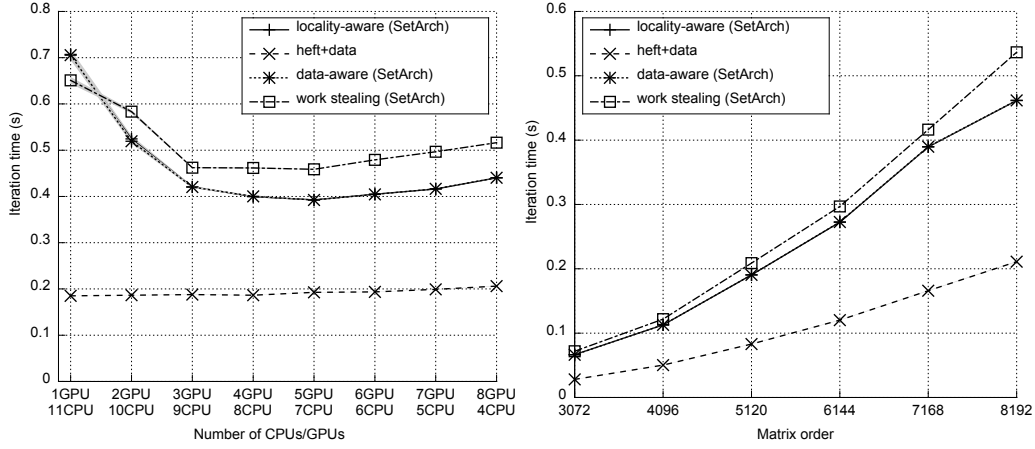 0.8
0.7
0.6
0.5
0.4
0.3
0.2
0.1
0
Iteration time (s)
locality-aware (SetArch)
heft+data
data-aware (SetArch)
work stealing (SetArch)
1GPU 2GPU 3GPU 4GPU 5GPU 6GPU 7GPU 8GPU
11CPU 10CPU 9CPU 8CPU 7CPU 6CPU 5CPU 4CPU
Number of CPUs/GPUs
0.6
0.5
0.4
0.3
0.2
0.1
0
Iteration time (s)
locality-aware (SetArch)
heft+data
data-aware (SetArch)
work stealing (SetArch)
3072 4096 5120 6144 7168 8192
Matrix order